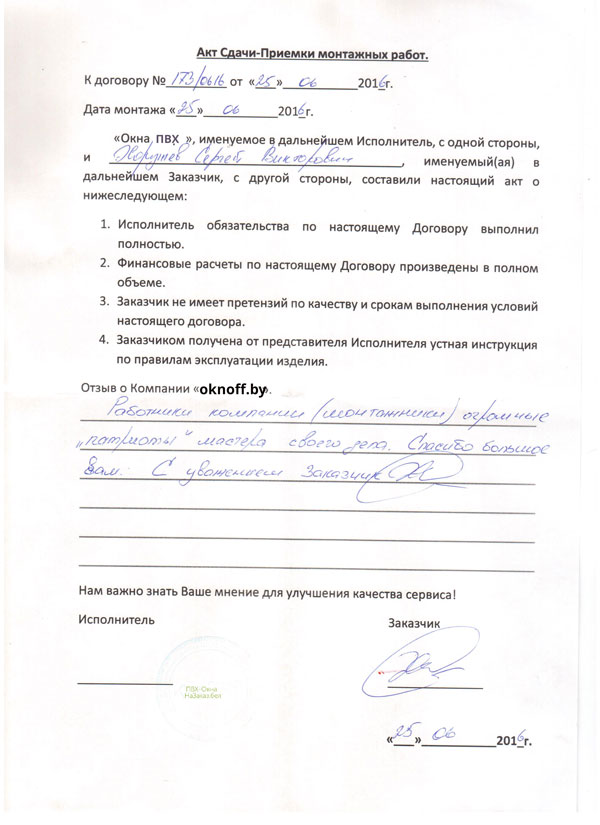 Акт Сдачи-Приемки монтажных работ.
К договору № 173/0616 от «25» 06 2016г.
Дата монтажа «25» 06 2016г.
«Окна ПВХ », именуемое в дальнейшем Исполнитель, с одной стороны,
и Сергей Викторович, именуемый(ая) в
дальнейшем Заказчик, с другой стороны, составили настоящий акт о
нижеследующем:
1. Исполнитель обязательства по настоящему Договору выполнил
полностью.
2. Финансовые расчеты по настоящему Договору произведены в полном
объеме.
3. Заказчик не имеет претензий по качеству и срокам выполнения условий
настоящего договора.
4. Заказчиком получена от представителя Исполнителя устная инструкция
по правилам эксплуатации изделия.
Отзыв о Компании «oknoff.by».
Работники компании (монтажники) огромные
„патриоты“ мастера своего дела. Спасибо большое
Вам. С уважением Заказчик
Нам важно знать Ваше мнение для улучшения качества сервиса!
Исполнитель Заказчик
ПВХ-Окна
НаЗаказ.бел
«25» 06 2016г.